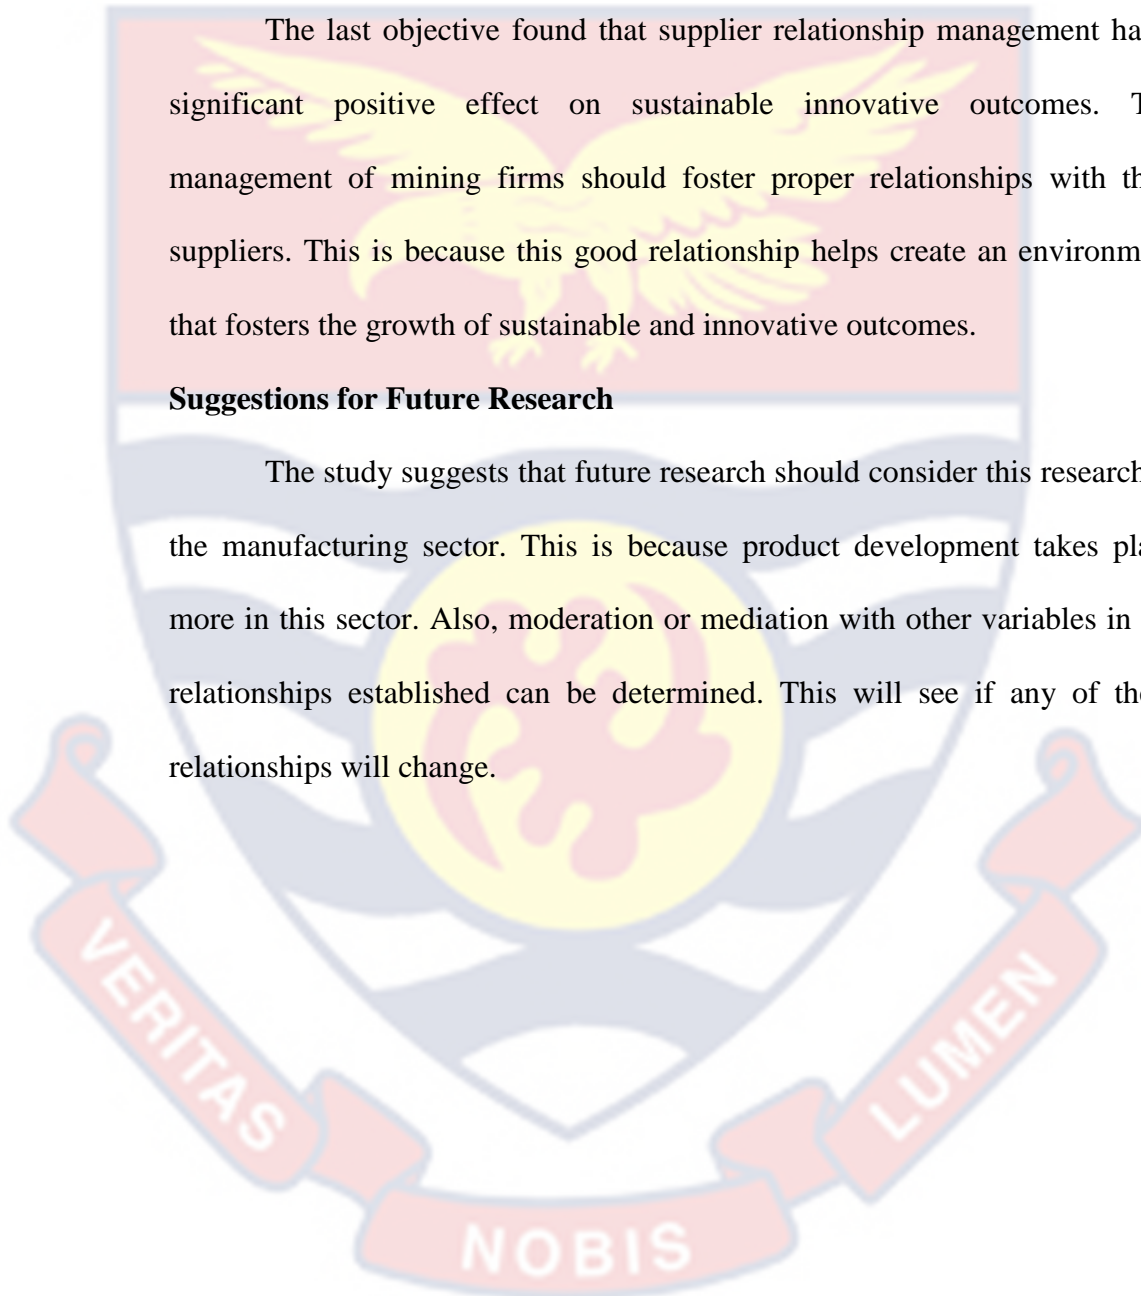 The last objective found that supplier relationship management ha
significant positive effect on sustainable innovative outcomes. T
management of mining firms should foster proper relationships with th
suppliers. This is because this good relationship helps create an environm
that fosters the growth of sustainable and innovative outcomes.
Suggestions for Future Research
The study suggests that future research should consider this research
the manufacturing sector. This is because product development takes pla
more in this sector. Also, moderation or mediation with other variables in
relationships established can be determined. This will see if any of the
relationships will change.
VERITAS
NOBIS
LUMEN